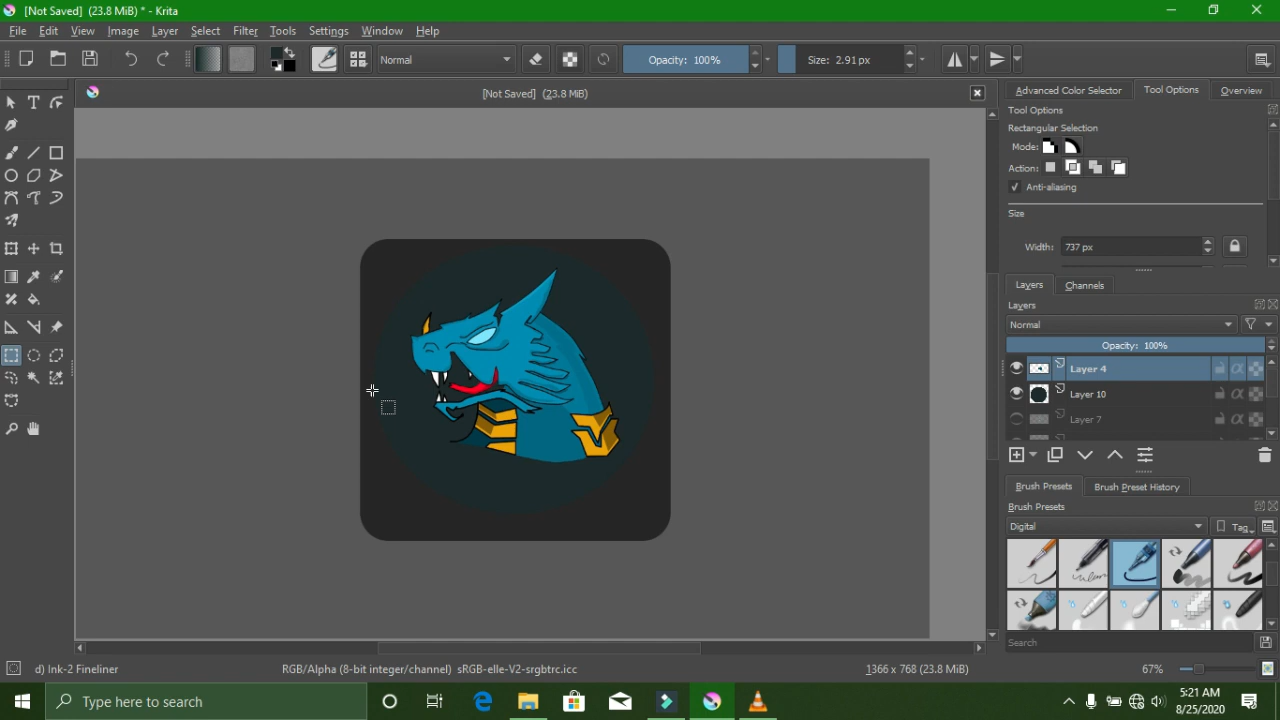 [Not Saved]  (23.8 MiB) * - Krita
File Edit View Image Layer Select Filter Tools Settings Window Help
Normal
Opacity: 100%
Size: 2.91 px
[Not Saved]  (23.8 MiB)
Advanced Color Selector Tool Options Overview
Tool Options
Rectangular Selection
Mode:
Action:
✓ Anti-aliasing
Size
Width: 737 px
Layers Channels
Layers
Normal
Opacity: 100%
Layer 4
Layer 10
Layer 7
Brush Presets Brush Preset History
Brush Presets
Digital Tag
Search
d) Ink-2 Fineliner
RGB/Alpha (8-bit integer/channel)  sRGB-elle-V2-srgbtrc.icc
1366 x 768 (23.8 MiB)
67%
Type here to search
5:21 AM
8/25/2020